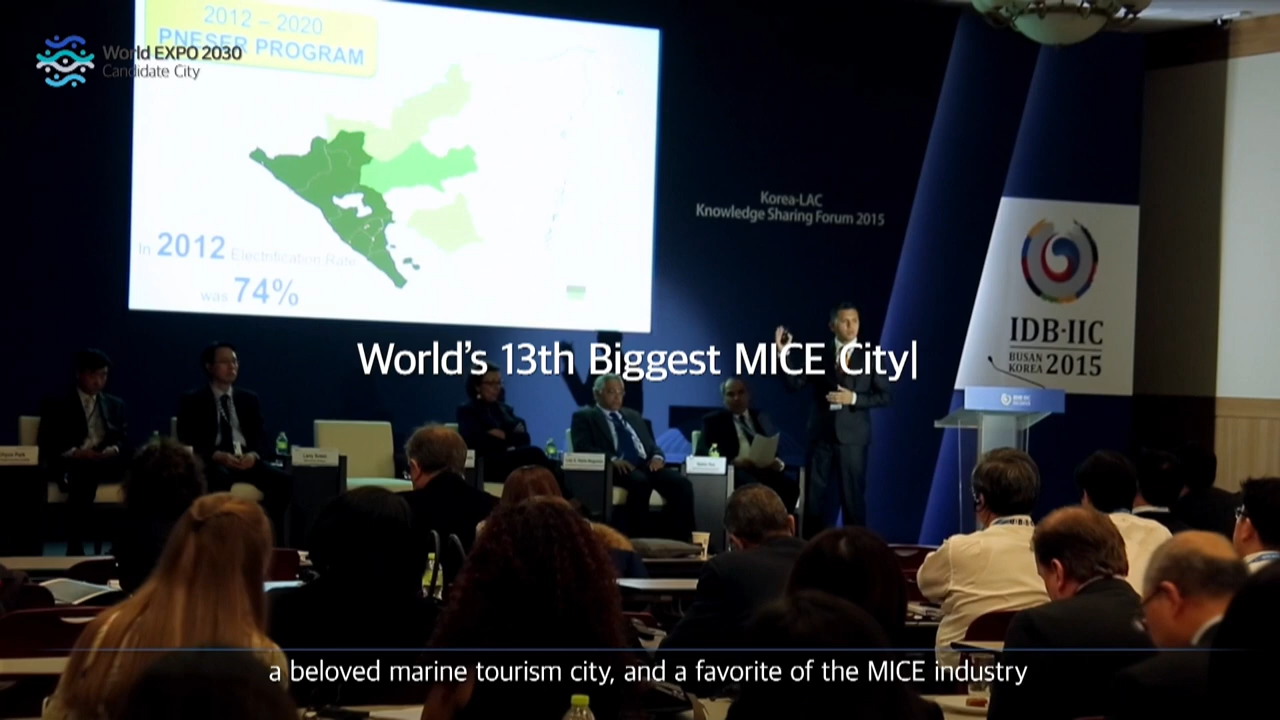 2012 – 2020
PNESER PROGRAM
World EXPO 2030
Candidate City
Korea-LAC
Knowledge Sharing Forum 2015
In 2012 Electrification Rate
was 74%
IDB·IIC
BUSAN
KOREA 2015
World's 13th Biggest MICE City|
a beloved marine tourism city, and a favorite of the MICE industry